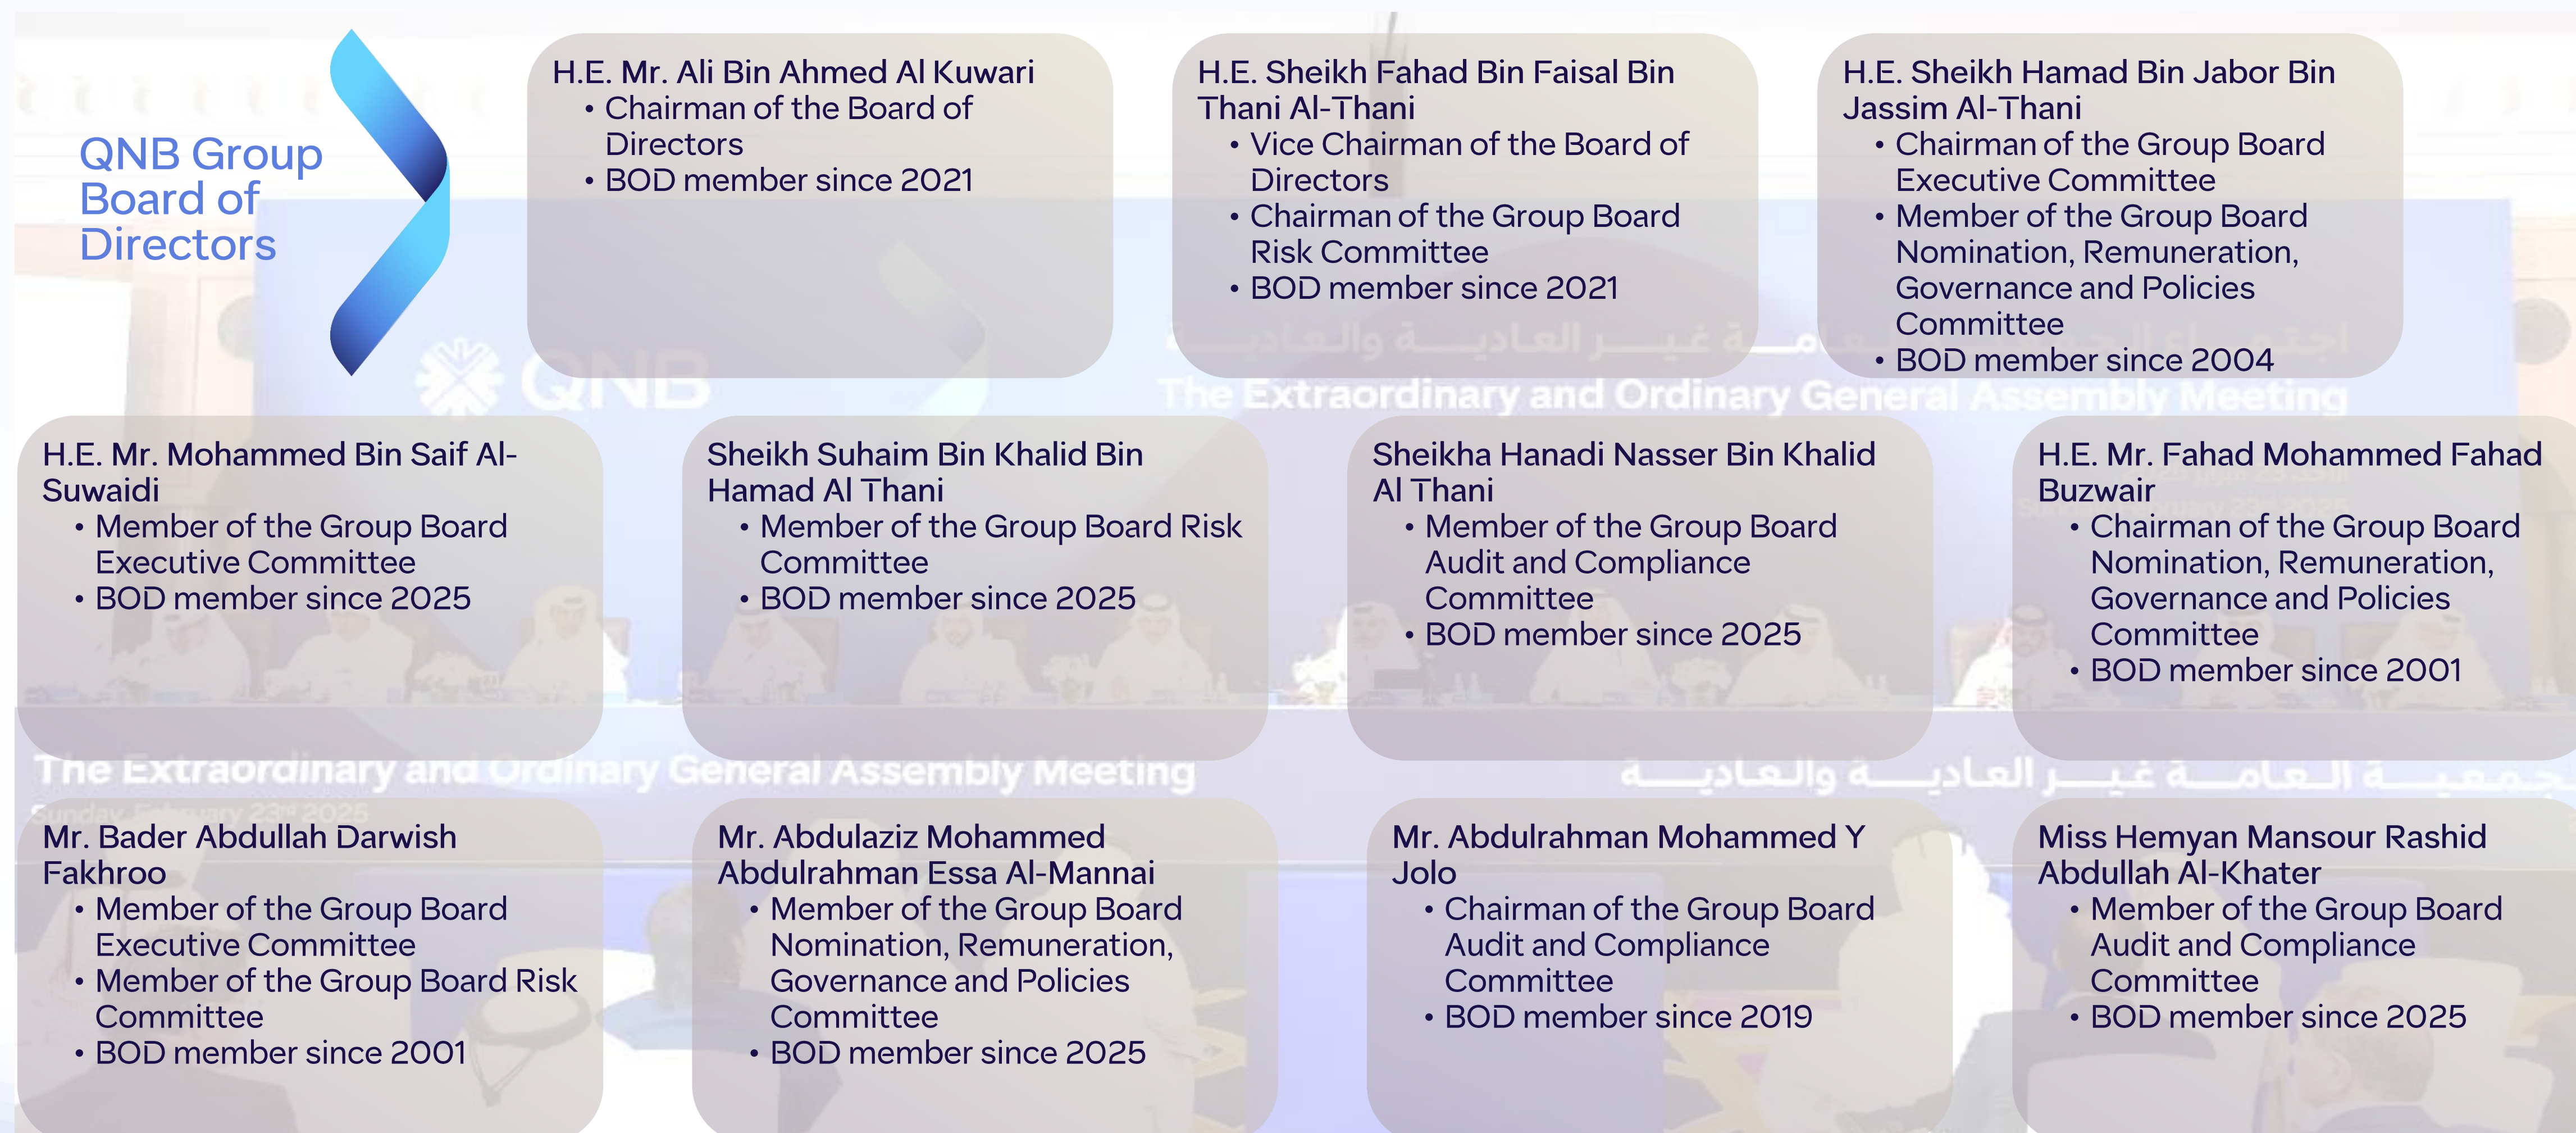 QNB Group
Board of
Directors
H.E. Mr. Ali Bin Ahmed Al Kuwari
• Chairman of the Board of
Directors
• BOD member since 2021
H.E. Sheikh Fahad Bin Faisal Bin
Thani Al-Thani
• Vice Chairman of the Board of
Directors
• Chairman of the Group Board
Risk Committee
• BOD member since 2021
H.E. Sheikh Hamad Bin Jabor Bin
Jassim Al-Thani
• Chairman of the Group Board
Executive Committee
• Member of the Group Board
Nomination, Remuneration,
Governance and Policies
Committee
• BOD member since 2004
QNB
العامة غير العادية والعادية
The Extraordinary and Ordinary General Assembly Meeting
H.E. Mr. Mohammed Bin Saif Al-
Suwaidi
• Member of the Group Board
Executive Committee
• BOD member since 2025
Sheikh Suhaim Bin Khalid Bin
Hamad Al Thani
• Member of the Group Board Risk
Committee
• BOD member since 2025
Sheikha Hanadi Nasser Bin Khalid
Al Thani
• Member of the Group Board
Audit and Compliance
Committee
• BOD member since 2025
H.E. Mr. Fahad Mohammed Fahad
Buzwair
• Chairman of the Group Board
Nomination, Remuneration,
Governance and Policies
Committee
• BOD member since 2001
The Extraordinary and Ordinary General Assembly Meeting
Sunday, February 23rd 2025
العامة غير العادية والعادية
Mr. Bader Abdullah Darwish
Fakhroo
• Member of the Group Board
Executive Committee
• Member of the Group Board Risk
Committee
• BOD member since 2001
Mr. Abdulaziz Mohammed
Abdulrahman Essa Al-Mannai
• Member of the Group Board
Nomination, Remuneration,
Governance and Policies
Committee
• BOD member since 2025
Mr. Abdulrahman Mohammed Y
Jolo
• Chairman of the Group Board
Audit and Compliance
Committee
• BOD member since 2019
Miss Hemyan Mansour Rashid
Abdullah Al-Khater
• Member of the Group Board
Audit and Compliance
Committee
• BOD member since 2025